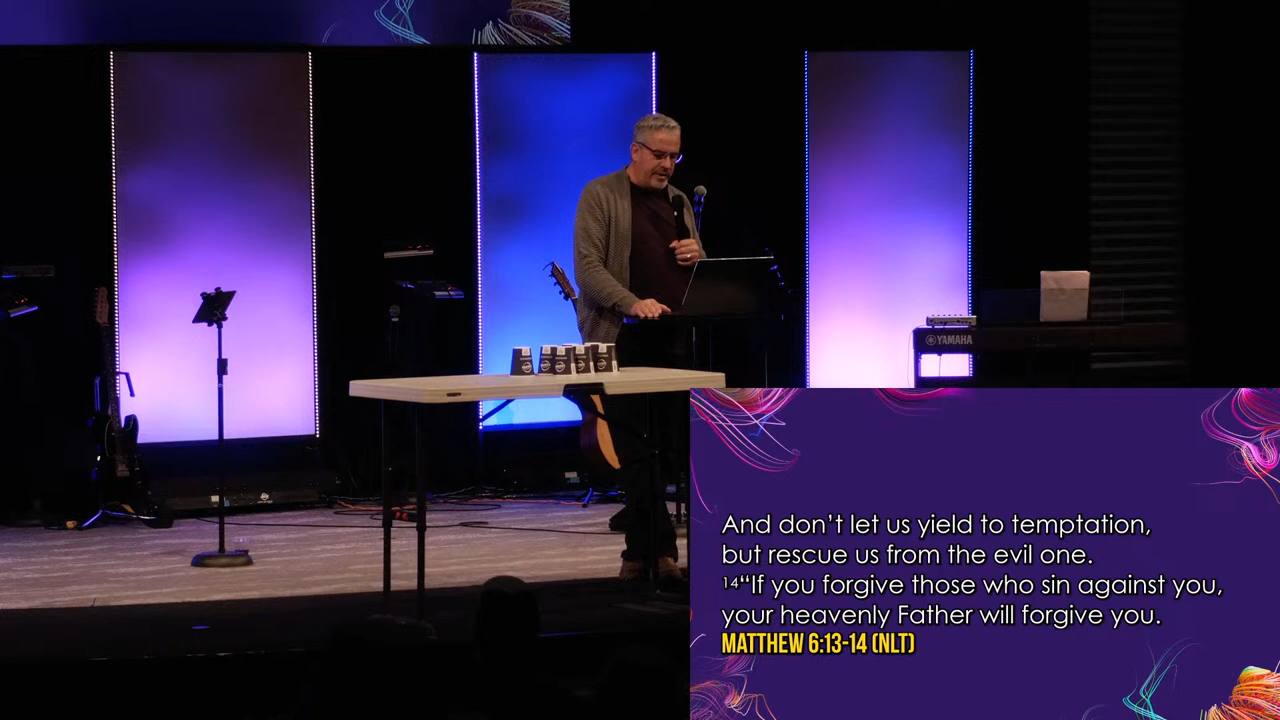 YAMAHA
And don't let us yield to temptation,
but rescue us from the evil one.
14“If you forgive those who sin against you,
your heavenly Father will forgive you.
MATTHEW 6:13-14 (NLT)